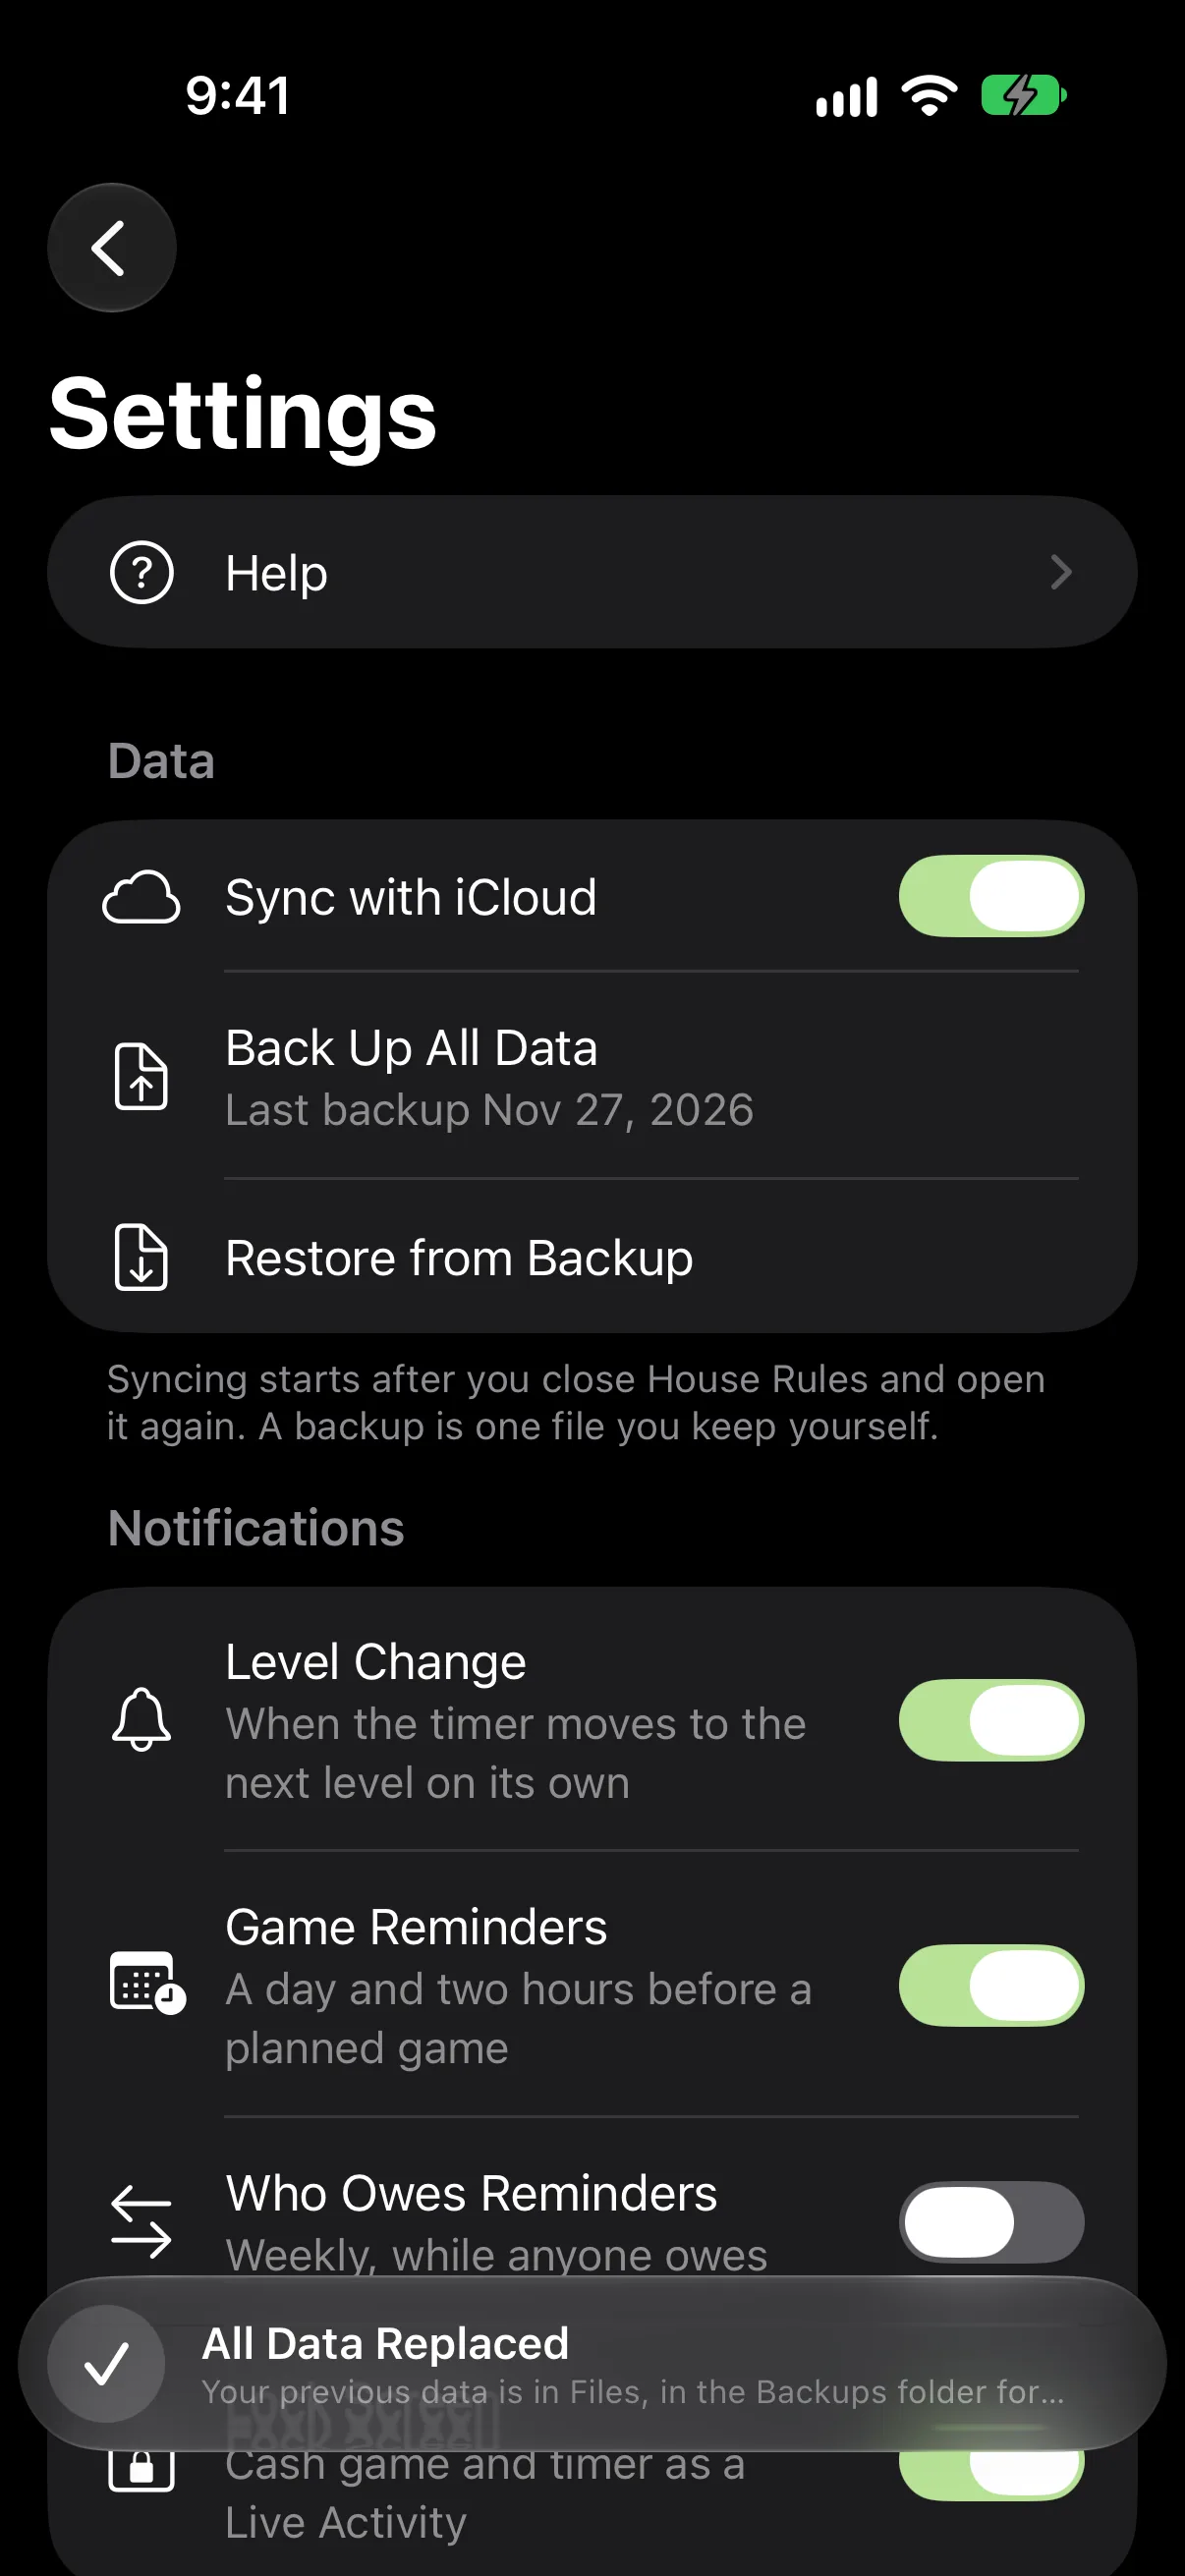 9:41
Settings
Help
Data
Sync with iCloud
Back Up All Data
Last backup Nov 27, 2026
Restore from Backup
Syncing starts after you close House Rules and open
it again. A backup is one file you keep yourself.
Notifications
Level Change
When the timer moves to the
next level on its own
Game Reminders
A day and two hours before a
planned game
Who Owes Reminders
Weekly, while anyone owes
All Data Replaced
Your previous data is in Files, in the Backups folder for…
Cash game and timer as a
Live Activity